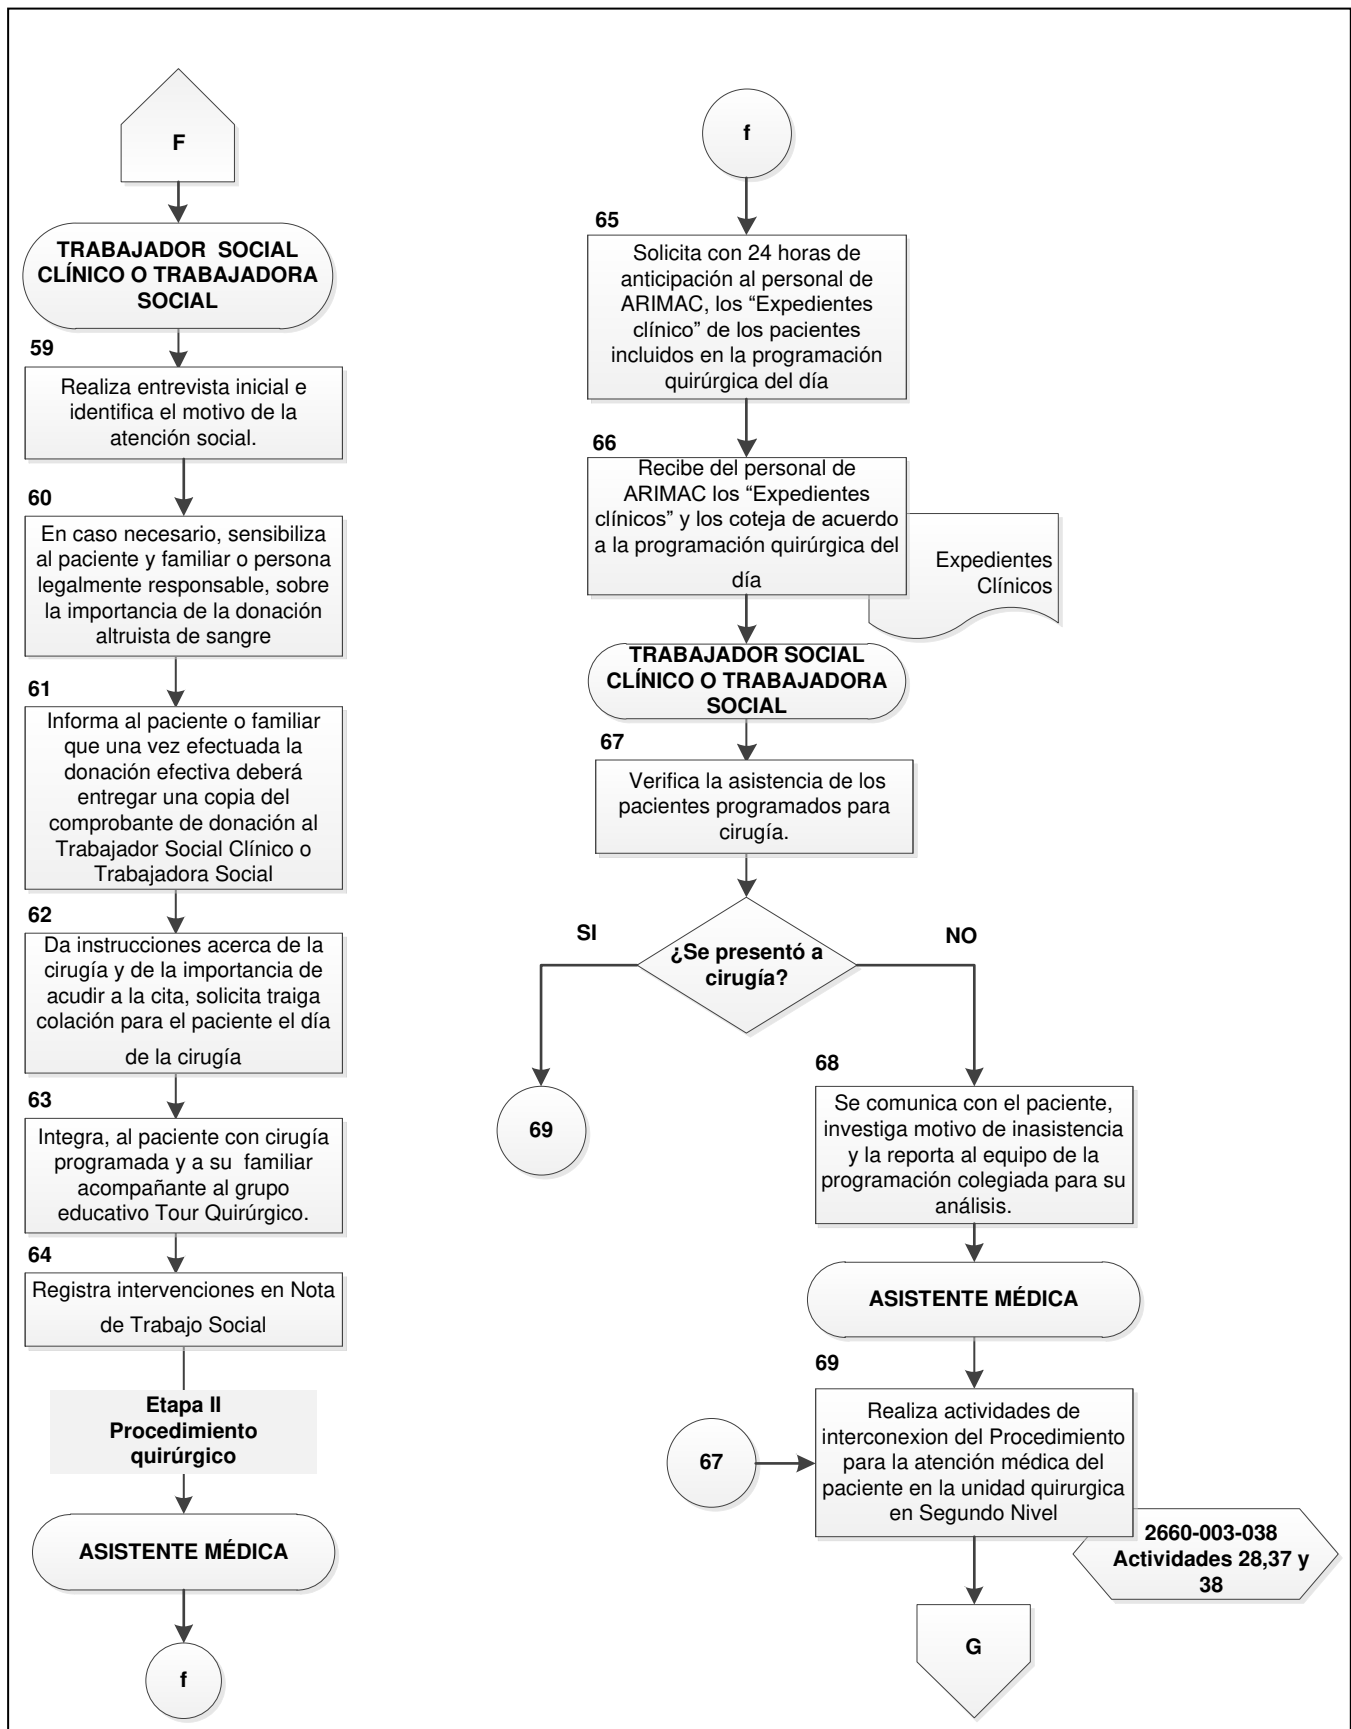 F
TRABAJADOR SOCIAL
CLÍNICO O TRABAJADORA
SOCIAL
59
Realiza entrevista inicial e
identifica el motivo de la
atención social.
60
En caso necesario, sensibiliza
al paciente y familiar o persona
legalmente responsable, sobre
la importancia de la donación
altruista de sangre
61
Informa al paciente o familiar
que una vez efectuada la
donación efectiva deberá
entregar una copia del
comprobante de donación al
Trabajador Social Clínico o
Trabajadora Social
62
Da instrucciones acerca de la
cirugía y de la importancia de
acudir a la cita, solicita traiga
colación para el paciente el día
de la cirugía
63
Integra, al paciente con cirugía
programada y a su familiar
acompañante al grupo
educativo Tour Quirúrgico.
64
Registra intervenciones en Nota
de Trabajo Social
Etapa II
Procedimiento
quirúrgico
ASISTENTE MÉDICA
f
f
65
Solicita con 24 horas de
anticipación al personal de
ARIMAC, los “Expedientes
clínico” de los pacientes
incluidos en la programación
quirúrgica del día
66
Recibe del personal de
ARIMAC los “Expedientes
clínicos” y los coteja de acuerdo
a la programación quirúrgica del
día
Expedientes
Clínicos
TRABAJADOR SOCIAL
CLÍNICO O TRABAJADORA
SOCIAL
67
Verifica la asistencia de los
pacientes programados para
cirugía.
¿Se presentó a
cirugía?
SI
NO
69
68
Se comunica con el paciente,
investiga motivo de inasistencia
y la reporta al equipo de la
programación colegiada para su
análisis.
ASISTENTE MÉDICA
69
67
Realiza actividades de
interconexion del Procedimiento
para la atención médica del
paciente en la unidad quirurgica
en Segundo Nivel
2660-003-038
Actividades 28,37 y
38
G